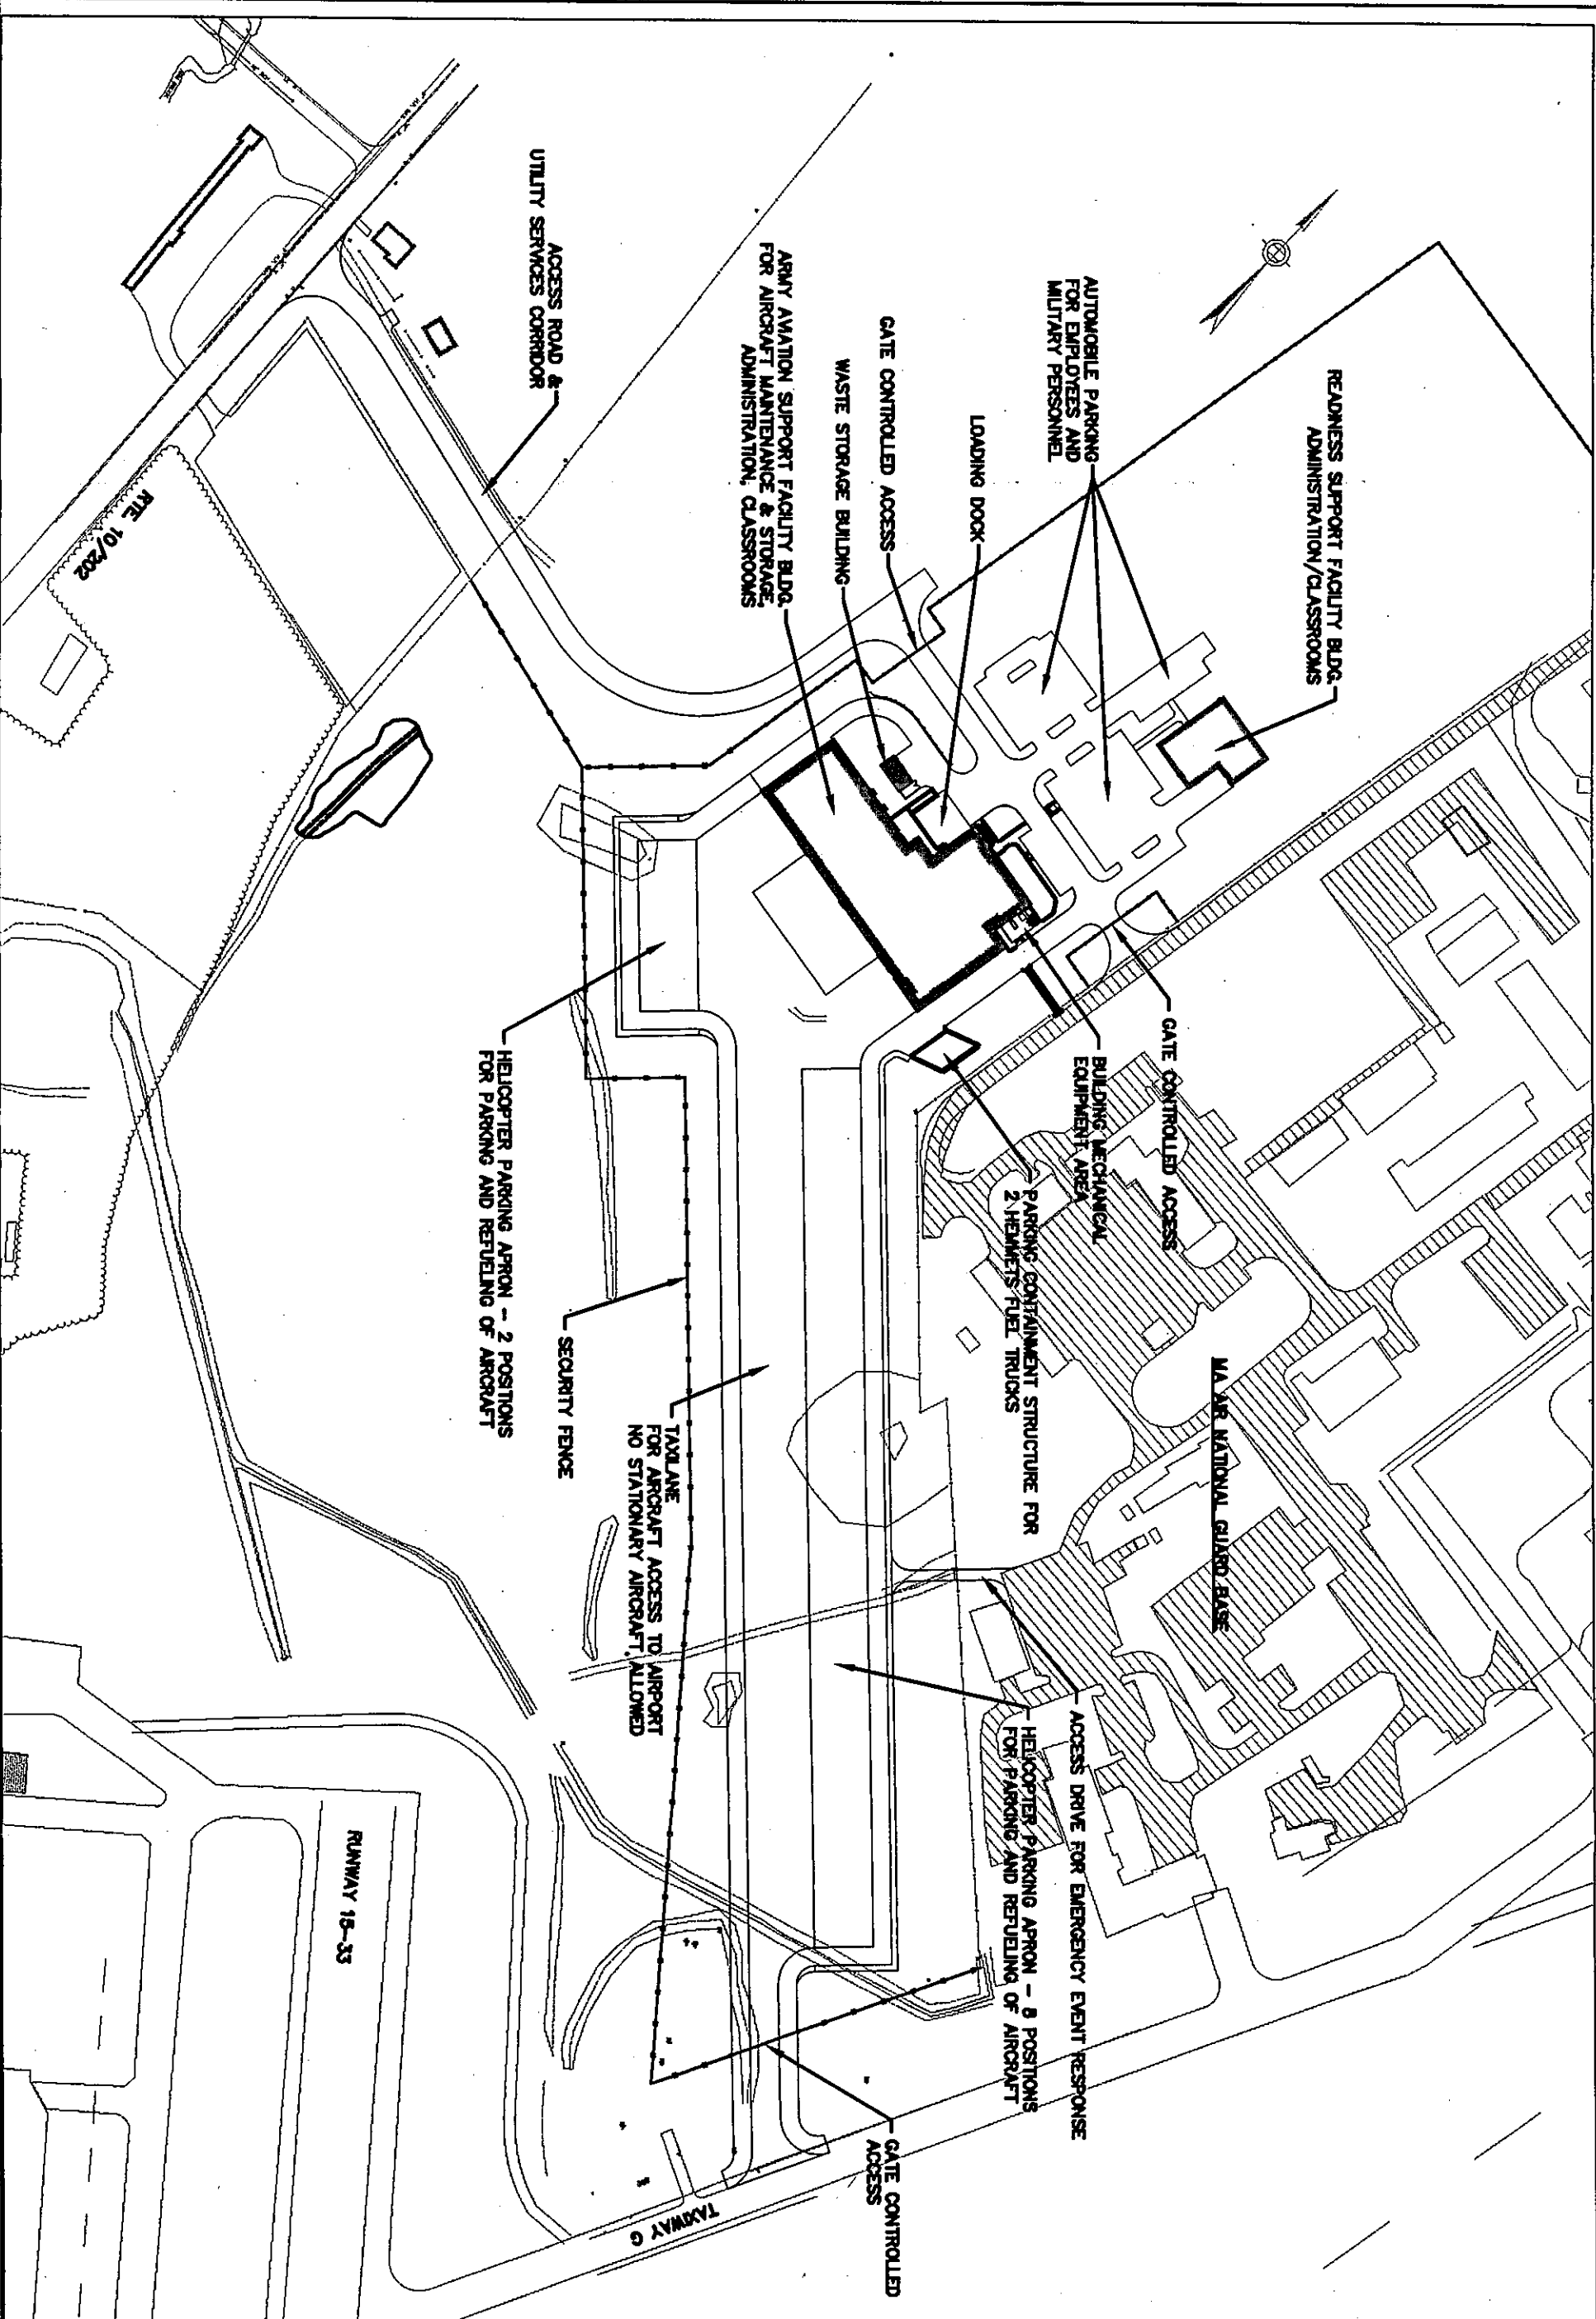 READINESS SUPPORT FACILITY BLDG.
ADMINISTRATION/CLASSROOMS
AUTOMOBILE PARKING
FOR EMPLOYEES AND
MILITARY PERSONNEL
LOADING DOCK
GATE CONTROLLED ACCESS
WASTE STORAGE BUILDING
ARMY AVIATION SUPPORT FACILITY BLDG.
FOR AIRCRAFT MAINTENANCE & STORAGE,
ADMINISTRATION, CLASSROOMS
ACCESS ROAD &
UTILITY SERVICES CORRIDOR
RTE. 10/202
GATE CONTROLLED ACCESS
BUILDING MECHANICAL
EQUIPMENT AREA
PARKING CONTAINMENT STRUCTURE FOR
2 HEMMETS FUEL TRUCKS
MA AIR NATIONAL GUARD BASE
HELICOPTER PARKING APRON - 2 POSITIONS
FOR PARKING AND REFUELING OF AIRCRAFT
SECURITY FENCE
TAXILANE
FOR AIRCRAFT ACCESS TO AIRPORT
NO STATIONARY AIRCRAFT ALLOWED
ACCESS DRIVE FOR EMERGENCY EVENT RESPONSE
HELICOPTER PARKING APRON - 8 POSITIONS
FOR PARKING AND REFUELING OF AIRCRAFT
GATE CONTROLLED
ACCESS
RUNWAY 15-33
TAXIWAY G